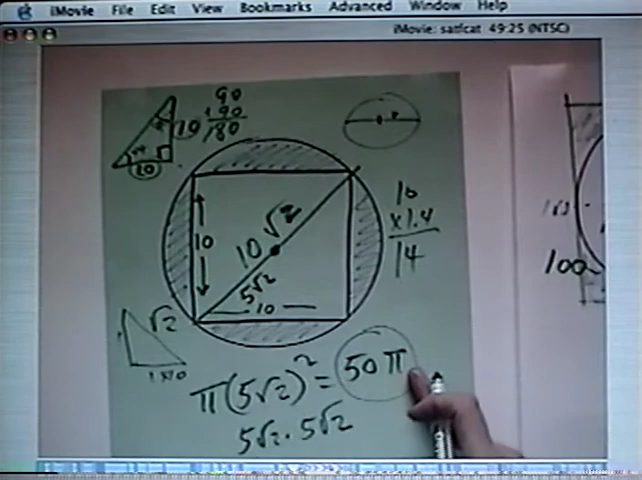 iMovie File Edit View Bookmarks Advanced Window Help
iMovie: satfcat 49:25 (NTSC)
90
+90
180
10
10
10 √2
10
5√2
10
10
x1.4
14
√2
1x10
100
π(5√2)² = 50π
5√2 · 5√2